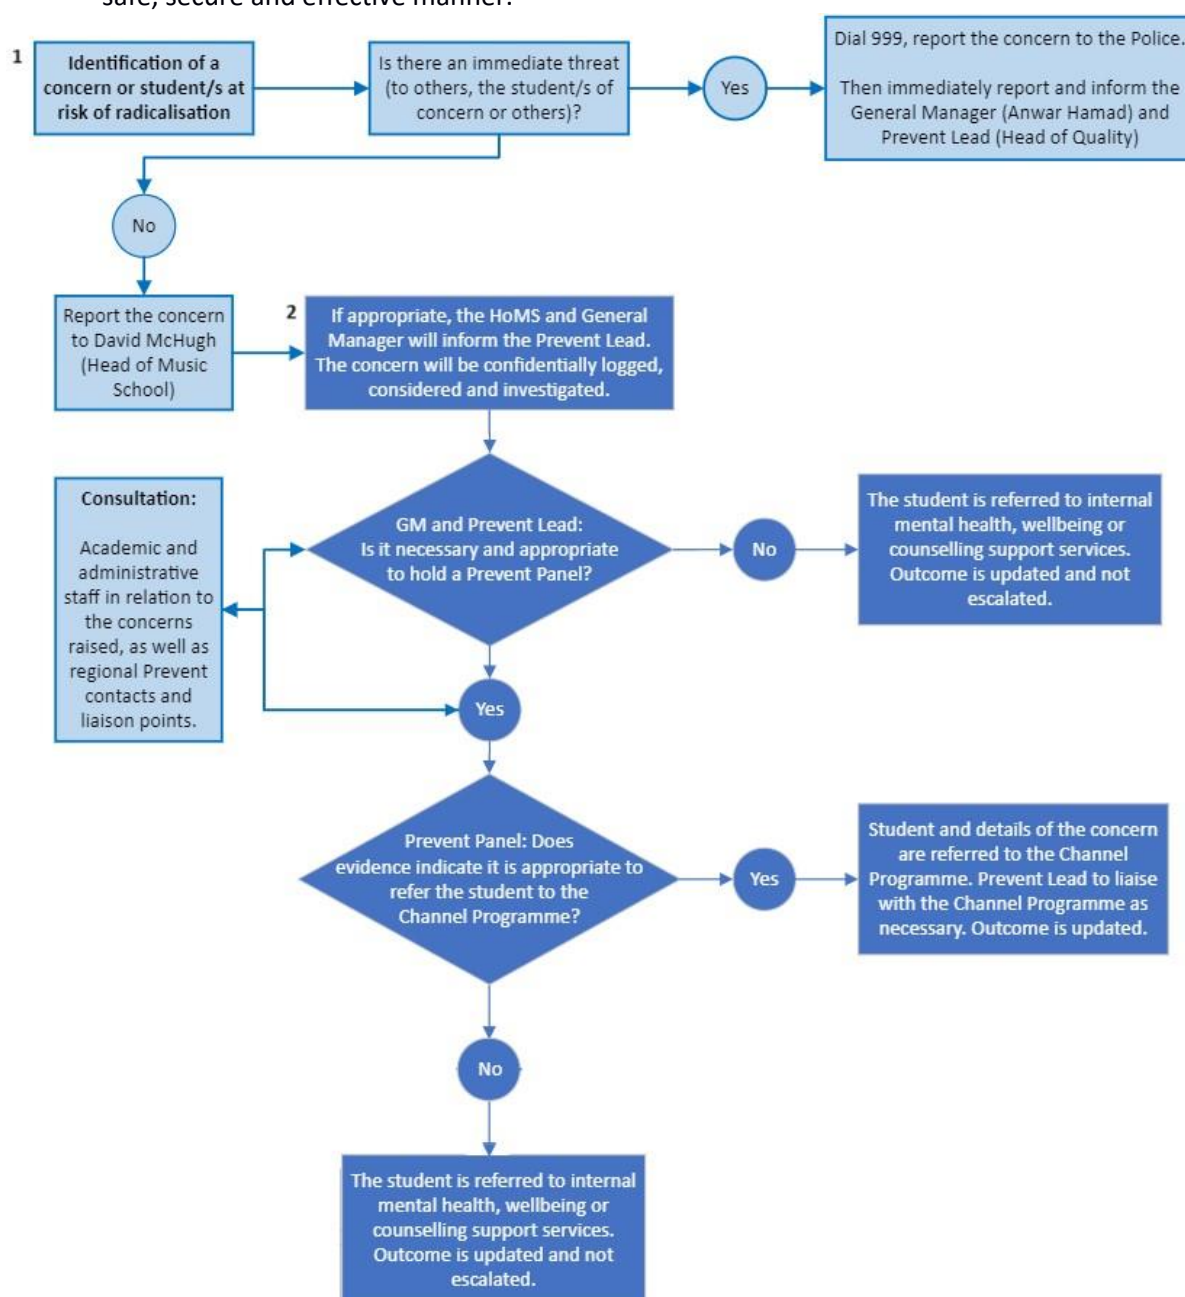 safe, secure and effective manner.
1
Identification of a
concern or student/s at
risk of radicalisation
Is there an immediate threat
(to others, the student/s of
concern or others)?
Yes
Dial 999, report the concern to the Police.
Then immediately report and inform the
General Manager (Anwar Hamad) and
Prevent Lead (Head of Quality)
No
Report the concern
to David McHugh
(Head of Music
School)
2
If appropriate, the HoMS and General
Manager will inform the Prevent Lead.
The concern will be confidentially logged,
considered and investigated.
Consultation:
Academic and
administrative
staff in relation to
the concerns
raised, as well as
regional Prevent
contacts and
liaison points.
GM and Prevent Lead:
Is it necessary and appropriate
to hold a Prevent Panel?
No
The student is referred to internal
mental health, wellbeing or
counselling support services.
Outcome is updated and not
escalated.
Yes
Prevent Panel: Does
evidence indicate it is appropriate to
refer the student to the
Channel Programme?
Yes
Student and details of the concern
are referred to the Channel
Programme. Prevent Lead to liaise
with the Channel Programme as
necessary. Outcome is updated.
No
The student is referred to internal
mental health, wellbeing or
counselling support services.
Outcome is updated and not
escalated.